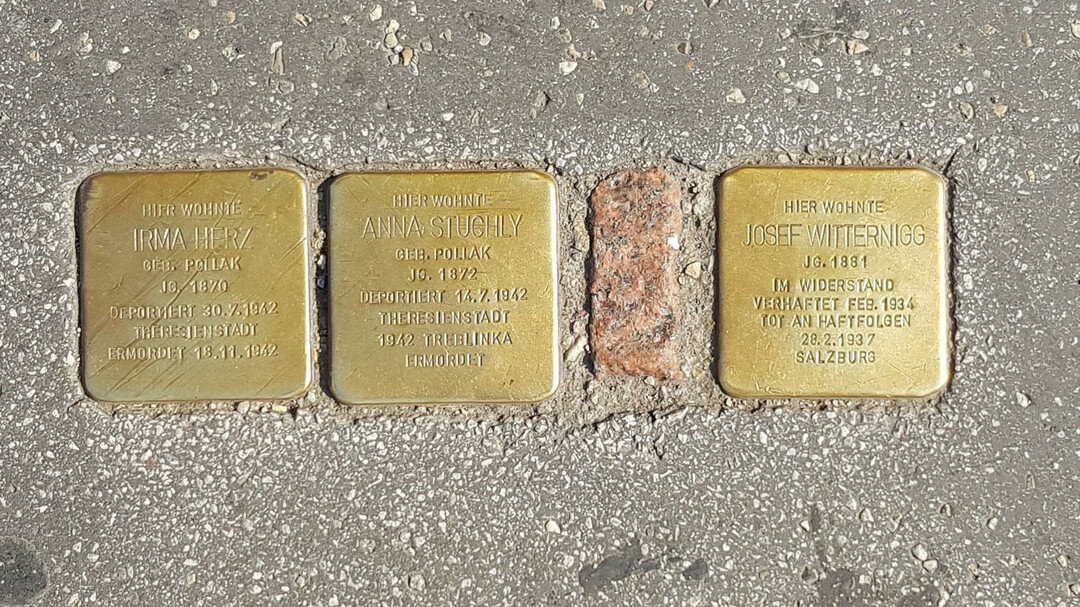 HIER WOHNTE
IRMA HERZ
GEB. POLLAK
JG. 1870
DEPORTIERT 30.7.1942
THERESIENSTADT
ERMORDET 18.11.1942
HIER WOHNTE
ANNA STUCHLY
GEB. POLLAK
JG. 1872
DEPORTIERT 14.7.1942
THERESIENSTADT
1942 TREBLINKA
ERMORDET
HIER WOHNTE
JOSEF WITTERNIGG
JG. 1881
IM WIDERSTAND
VERHAFTET FEB. 1934
TOT AN HAFTFOLGEN
28.2.1937
SALZBURG